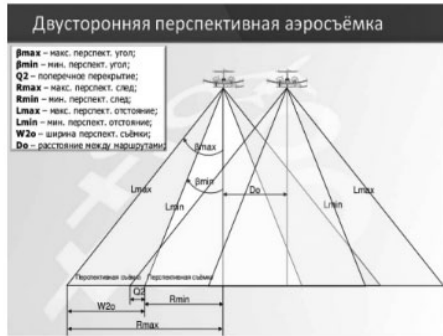 Двусторонняя перспективная аэросъёмка
βmax – макс. перспект. угол;
βmin – мин. перспект. угол;
Q2 – поперечное перекрытие;
Rmax – макс. перспект. след;
Rmin – мин. перспект. след;
Lmax – макс. перспект. отстояние;
Lmin – мин. перспект. отстояние;
W2o – ширина перспект. съёмки;
Do – расстояние между маршрутами;
βmax
Lmax
Lmin
βmin
Do
Lmin
Lmax
Перспективная съёмка
Перспективная съёмка
Q2
W2o
Rmin
Rmax